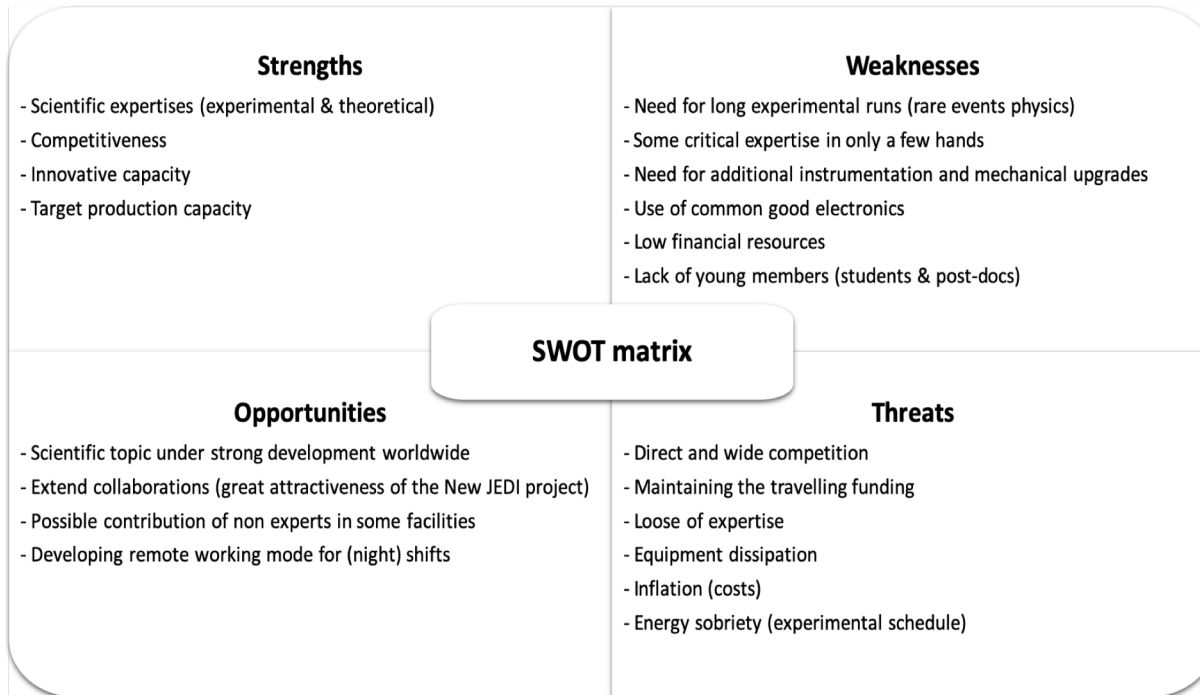 Strengths
- Scientific expertises (experimental & theoretical)
- Competitiveness
- Innovative capacity
- Target production capacity
Weaknesses
- Need for long experimental runs (rare events physics)
- Some critical expertise in only a few hands
- Need for additional instrumentation and mechanical upgrades
- Use of common good electronics
- Low financial resources
- Lack of young members (students & post-docs)
SWOT matrix
Opportunities
- Scientific topic under strong development worldwide
- Extend collaborations (great attractiveness of the New JEDI project)
- Possible contribution of non experts in some facilities
- Developing remote working mode for (night) shifts
Threats
- Direct and wide competition
- Maintaining the travelling funding
- Loose of expertise
- Equipment dissipation
- Inflation (costs)
- Energy sobriety (experimental schedule)